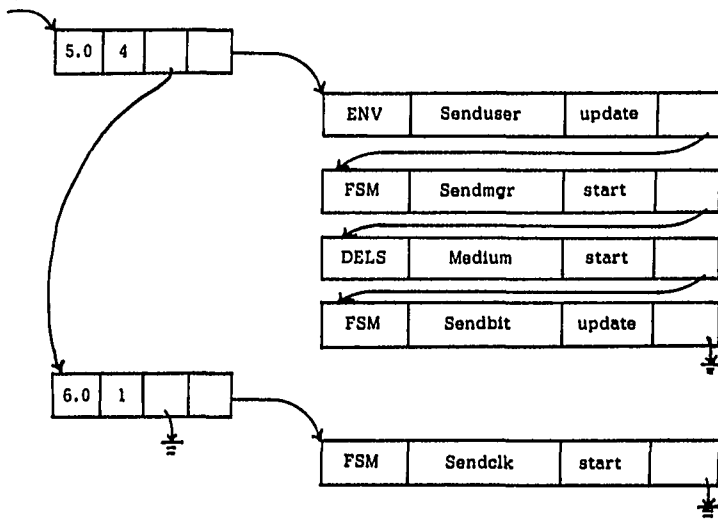 5.0 4
ENV Senduser update
FSM Sendmgr start
DELS Medium start
FSM Sendbit update
6.0 1
FSM Sendclk start